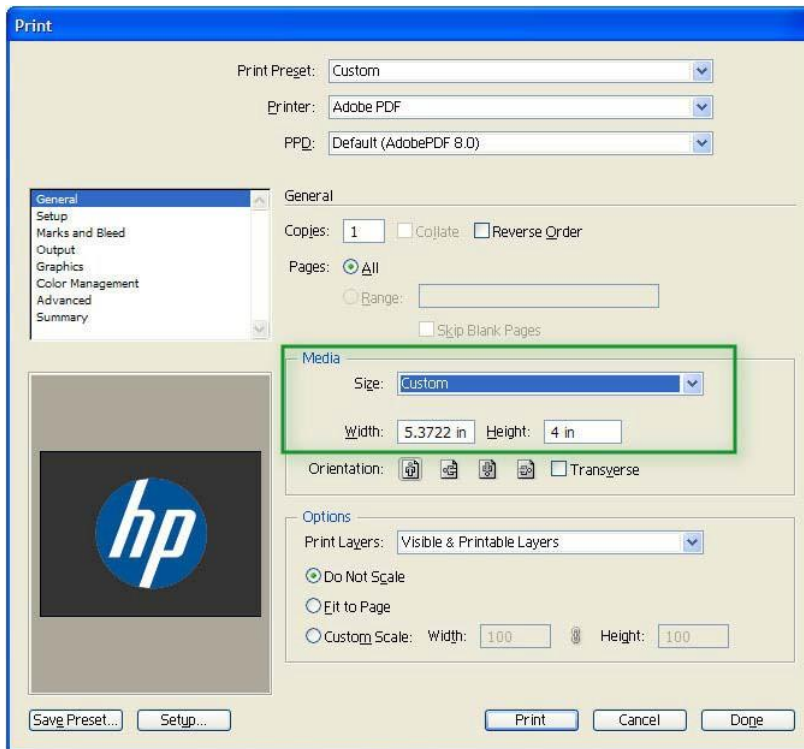 Print
Print Preset: Custom
Printer: Adobe PDF
PPD: Default (AdobePDF 8.0)
General
Setup
Marks and Bleed
Output
Graphics
Color Management
Advanced
Summary
General
Copies: 1 Collate Reverse Order
Pages: All
Range:
Skip Blank Pages
Media
Size: Custom
Width: 5.3722 in Height: 4 in
Orientation: Transverse
Options
Print Layers: Visible & Printable Layers
Do Not Scale
Fit to Page
Custom Scale: Width: 100 Height: 100
hp
Save Preset... Setup... Print Cancel Done